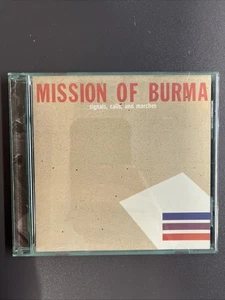 MISSION OF BURMA
signals, calls, and marches